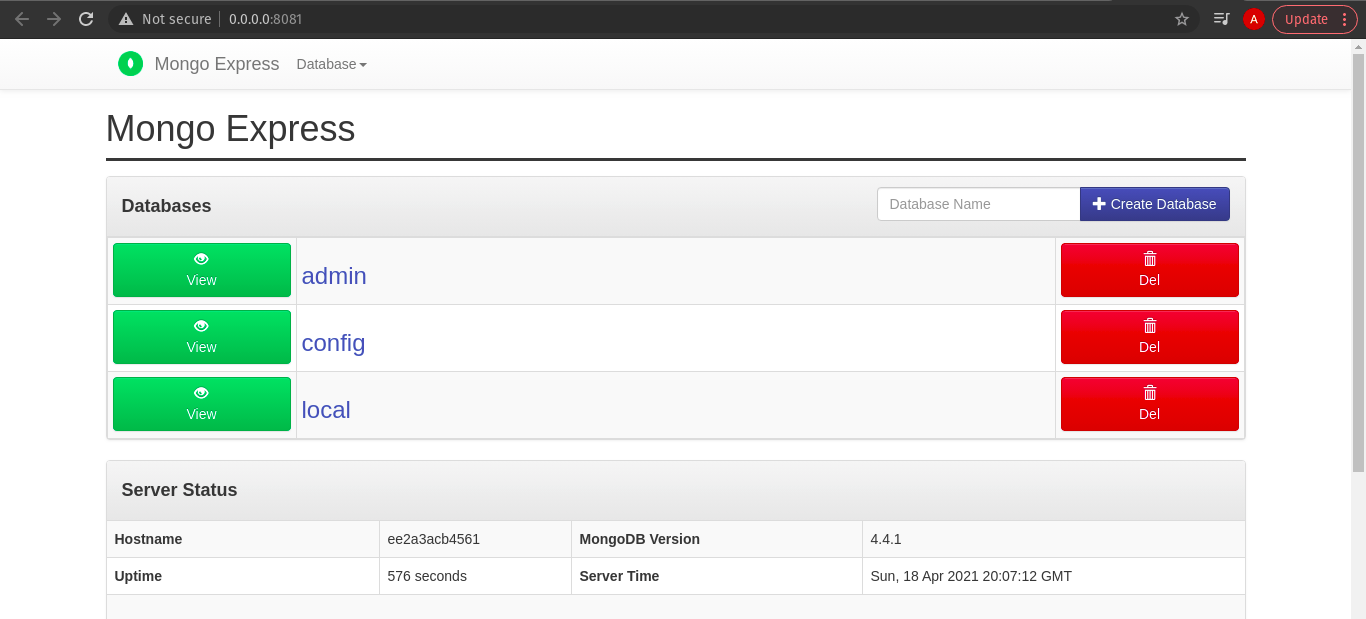 Not secure 0.0.0.0:8081 A Update
Mongo Express Database
Mongo Express
Databases Database Name Create Database
View admin Del
View config Del
View local Del
Server Status
Hostname ee2a3acb4561 MongoDB Version 4.4.1
Uptime 576 seconds Server Time Sun, 18 Apr 2021 20:07:12 GMT